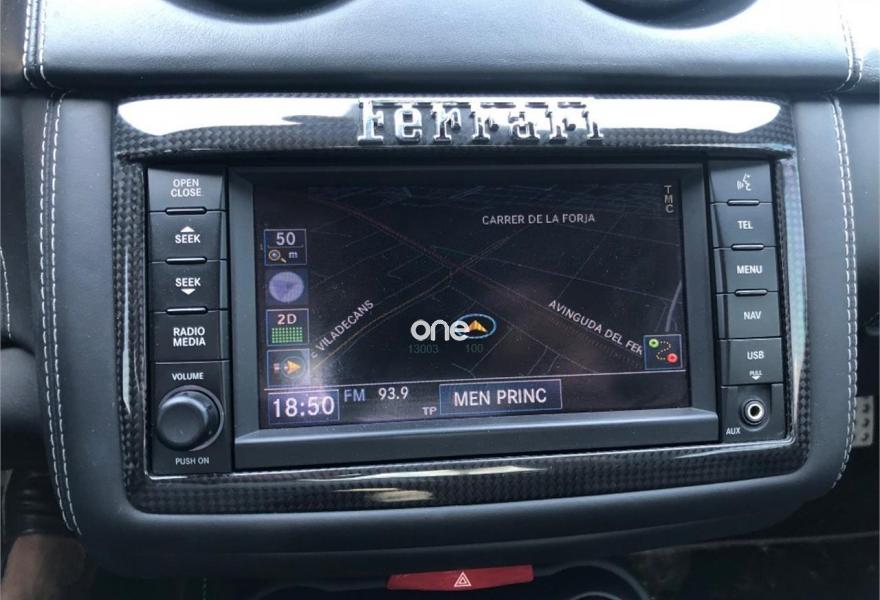 Ferrari
OPEN
CLOSE
SEEK
SEEK
RADIO
MEDIA
VOLUME
PUSH ON
TMC
CARRER DE LA FORJA
50
m
2D
E VILADECANS
AVINGUDA DEL FER
one
13003 100
18:50
FM 93.9
TP
MEN PRINC
TEL
MENU
NAV
USB
PULL
AUX